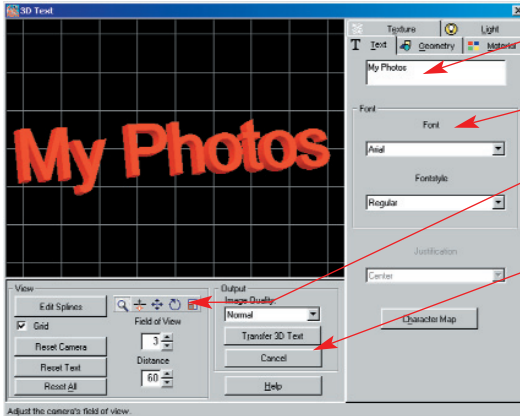 3D Text
My Photos
Texture
Light
T Text
Geometry
Material
My Photos
Font
Font
Arial
Fontstyle
Regular
Justification
Center
Character Map
View
Edit Splines
Grid
Reset Camera
Reset Text
Reset All
Field of View
3
Distance
60
Output
Image Quality:
Normal
Transfer 3D Text
Cancel
Help
Adjust the camera's field of view.